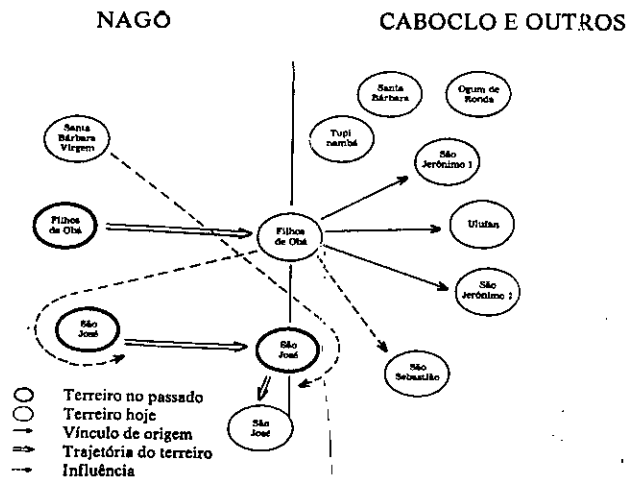 NAGÔ
CABOCLO E OUTROS
Santa
Bárbara
Ogum de
Ronda
Santa
Bárbara
Virgem
Tupi
nambá
São
Jerônimo 1
Filhos
de Obá
Filhos
de Obá
Ulufan
São
Jerônimo 2
São
José
São
José
São
Sebastião
São
José
Terreiro no passado
Terreiro hoje
Vínculo de origem
Trajetória do terreiro
Influência